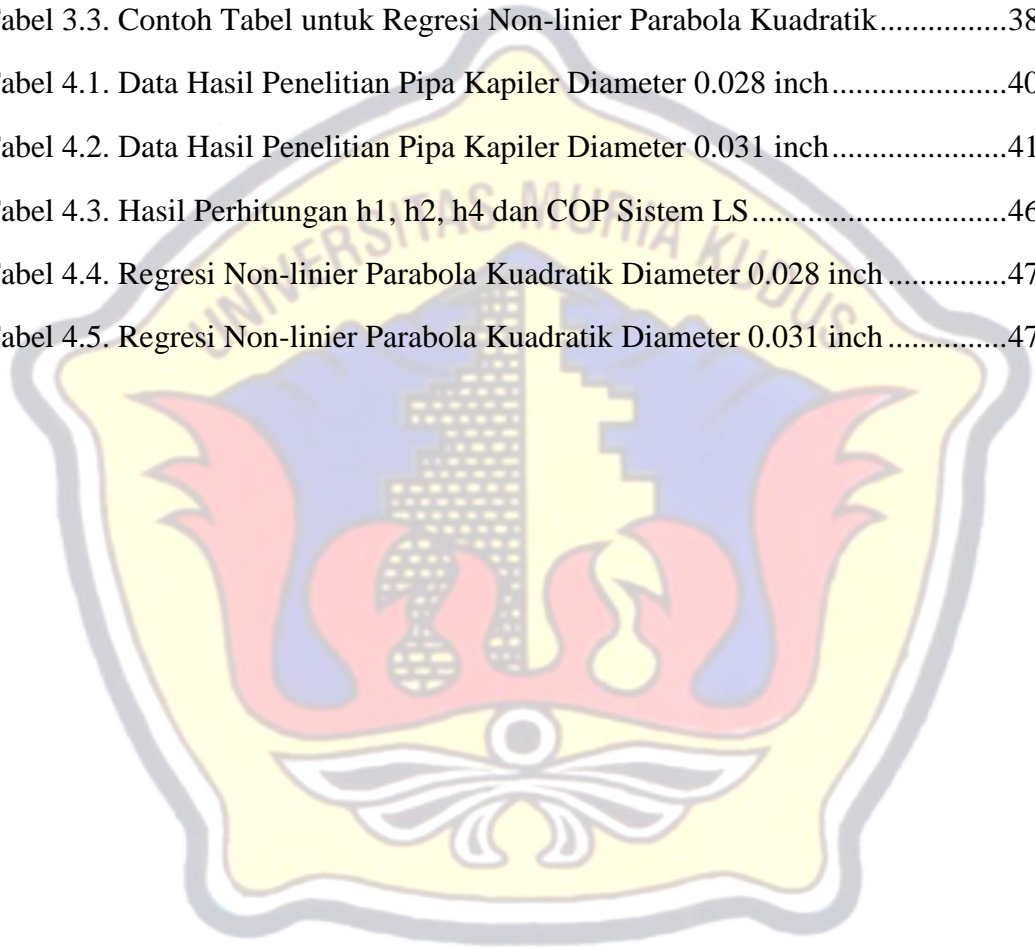 abel 3.3. Contoh Tabel untuk Regresi Non-linier Parabola Kuadratik...............38
abel 4.1. Data Hasil Penelitian Pipa Kapiler Diameter 0.028 inch.....................40
abel 4.2. Data Hasil Penelitian Pipa Kapiler Diameter 0.031 inch.....................41
abel 4.3. Hasil Perhitungan h1, h2, h4 dan COP Sistem LS...............................46
abel 4.4. Regresi Non-linier Parabola Kuadratik Diameter 0.028 inch..............47
abel 4.5. Regresi Non-linier Parabola Kuadratik Diameter 0.031 inch..............47
UNIVERSITAS MURIA KUDUS